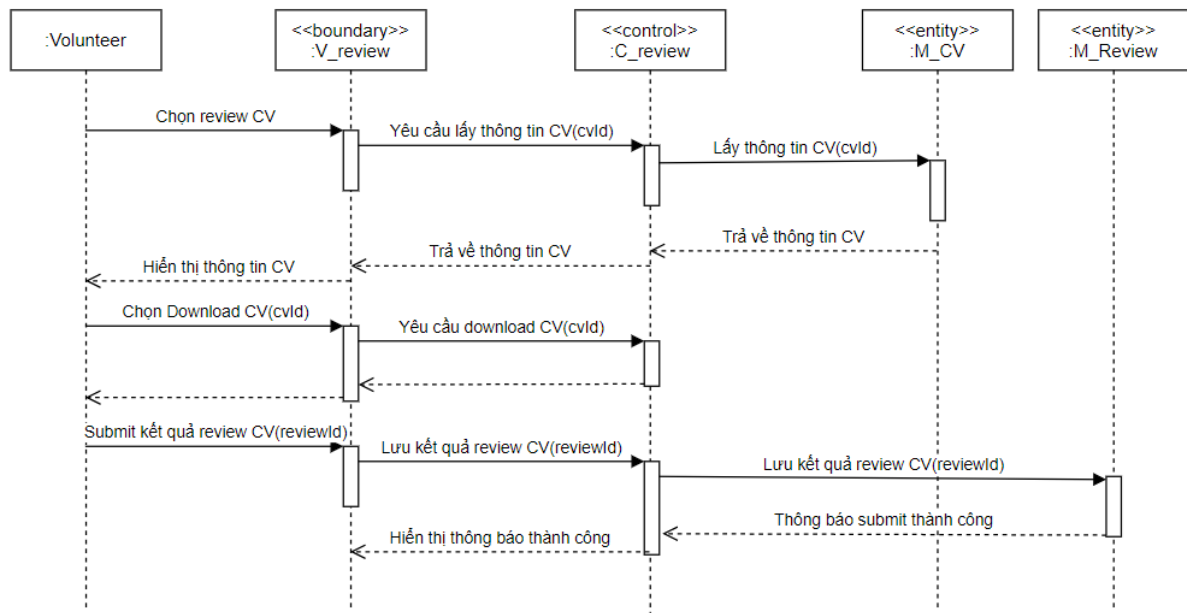 :Volunteer
<<boundary>>
:V_review
<<control>>
:C_review
<<entity>>
:M_CV
<<entity>>
:M_Review
Chọn review CV
Yêu cầu lấy thông tin CV(cvId)
Lấy thông tin CV(cvId)
Trả về thông tin CV
Trả về thông tin CV
Hiển thị thông tin CV
Chọn Download CV(cvId)
Yêu cầu download CV(cvId)
Submit kết quả review CV(reviewId)
Lưu kết quả review CV(reviewId)
Lưu kết quả review CV(reviewId)
Thông báo submit thành công
Hiển thị thông báo thành công